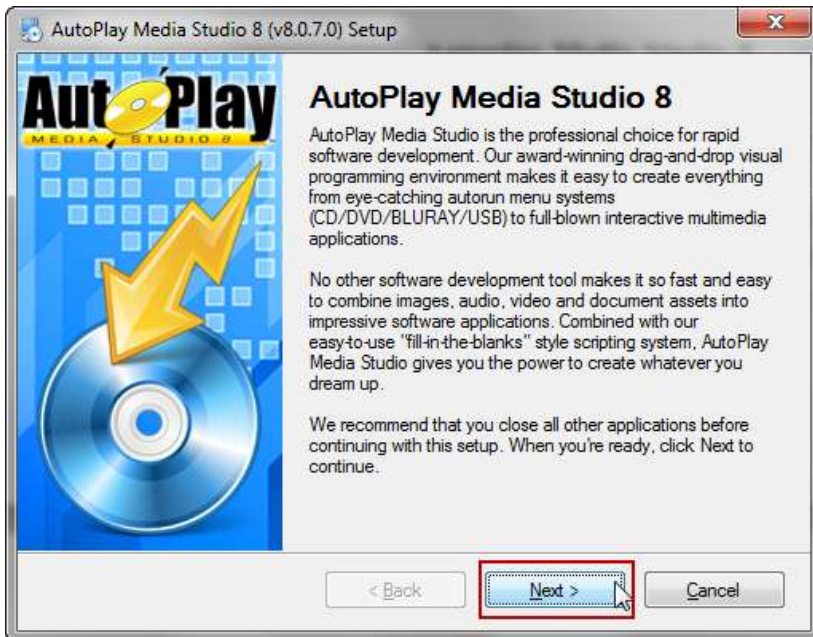 AutoPlay Media Studio 8 (v8.0.7.0) Setup
AutoPlay
MEDIA STUDIO 8
AutoPlay Media Studio 8
AutoPlay Media Studio is the professional choice for rapid
software development. Our award-winning drag-and-drop visual
programming environment makes it easy to create everything
from eye-catching autorun menu systems
(CD/DVD/BLURAY/USB) to full-blown interactive multimedia
applications.
No other software development tool makes it so fast and easy
to combine images, audio, video and document assets into
impressive software applications. Combined with our
easy-to-use "fill-in-the-blanks" style scripting system, AutoPlay
Media Studio gives you the power to create whatever you
dream up.
We recommend that you close all other applications before
continuing with this setup. When you're ready, click Next to
continue.
< Back
Next >
Cancel